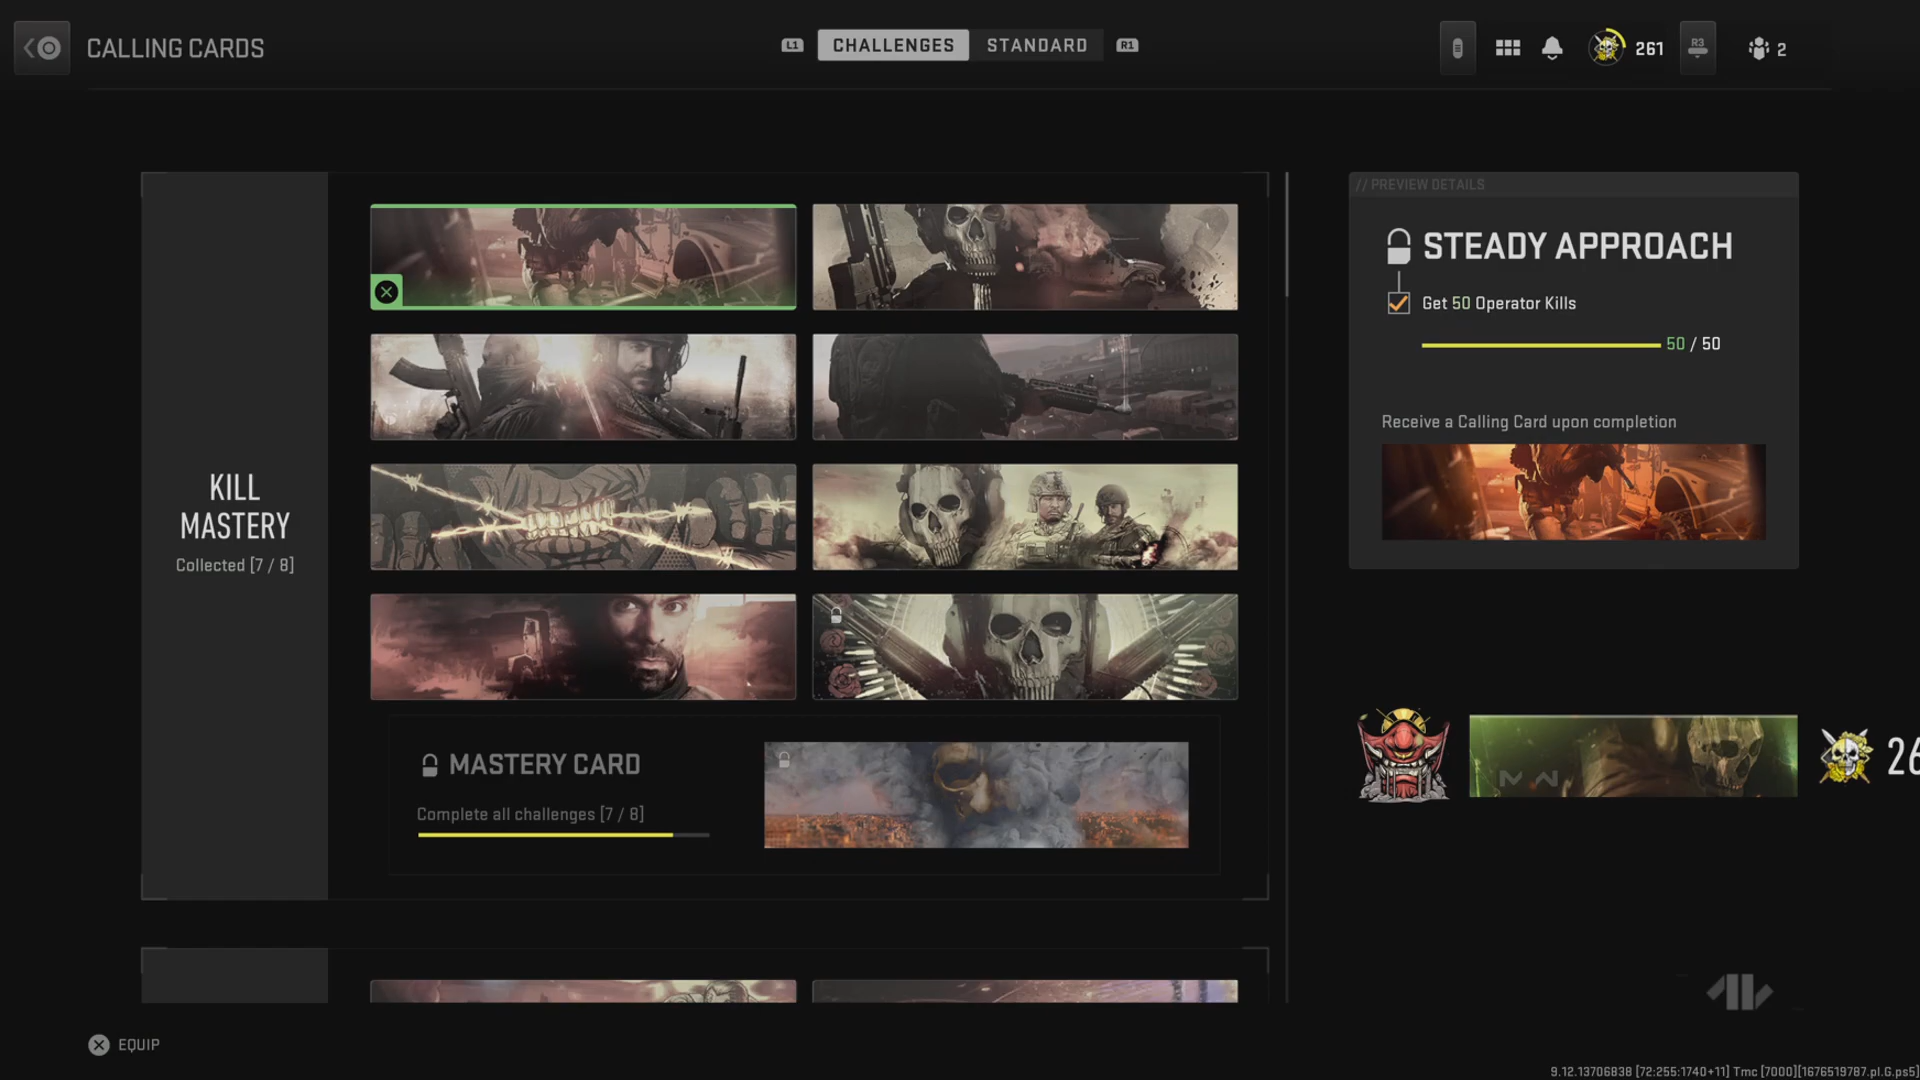 CALLING CARDS
L1 CHALLENGES STANDARD R1
261
R3
2
// PREVIEW DETAILS
STEADY APPROACH
Get 50 Operator Kills
50 / 50
Receive a Calling Card upon completion
KILL
MASTERY
Collected [7 / 8]
MASTERY CARD
Complete all challenges [7 / 8]
MW
26
EQUIP
9.12.13706838 [72:255:1740+11] Tmc [7000][1676519787.pl.G.ps5]